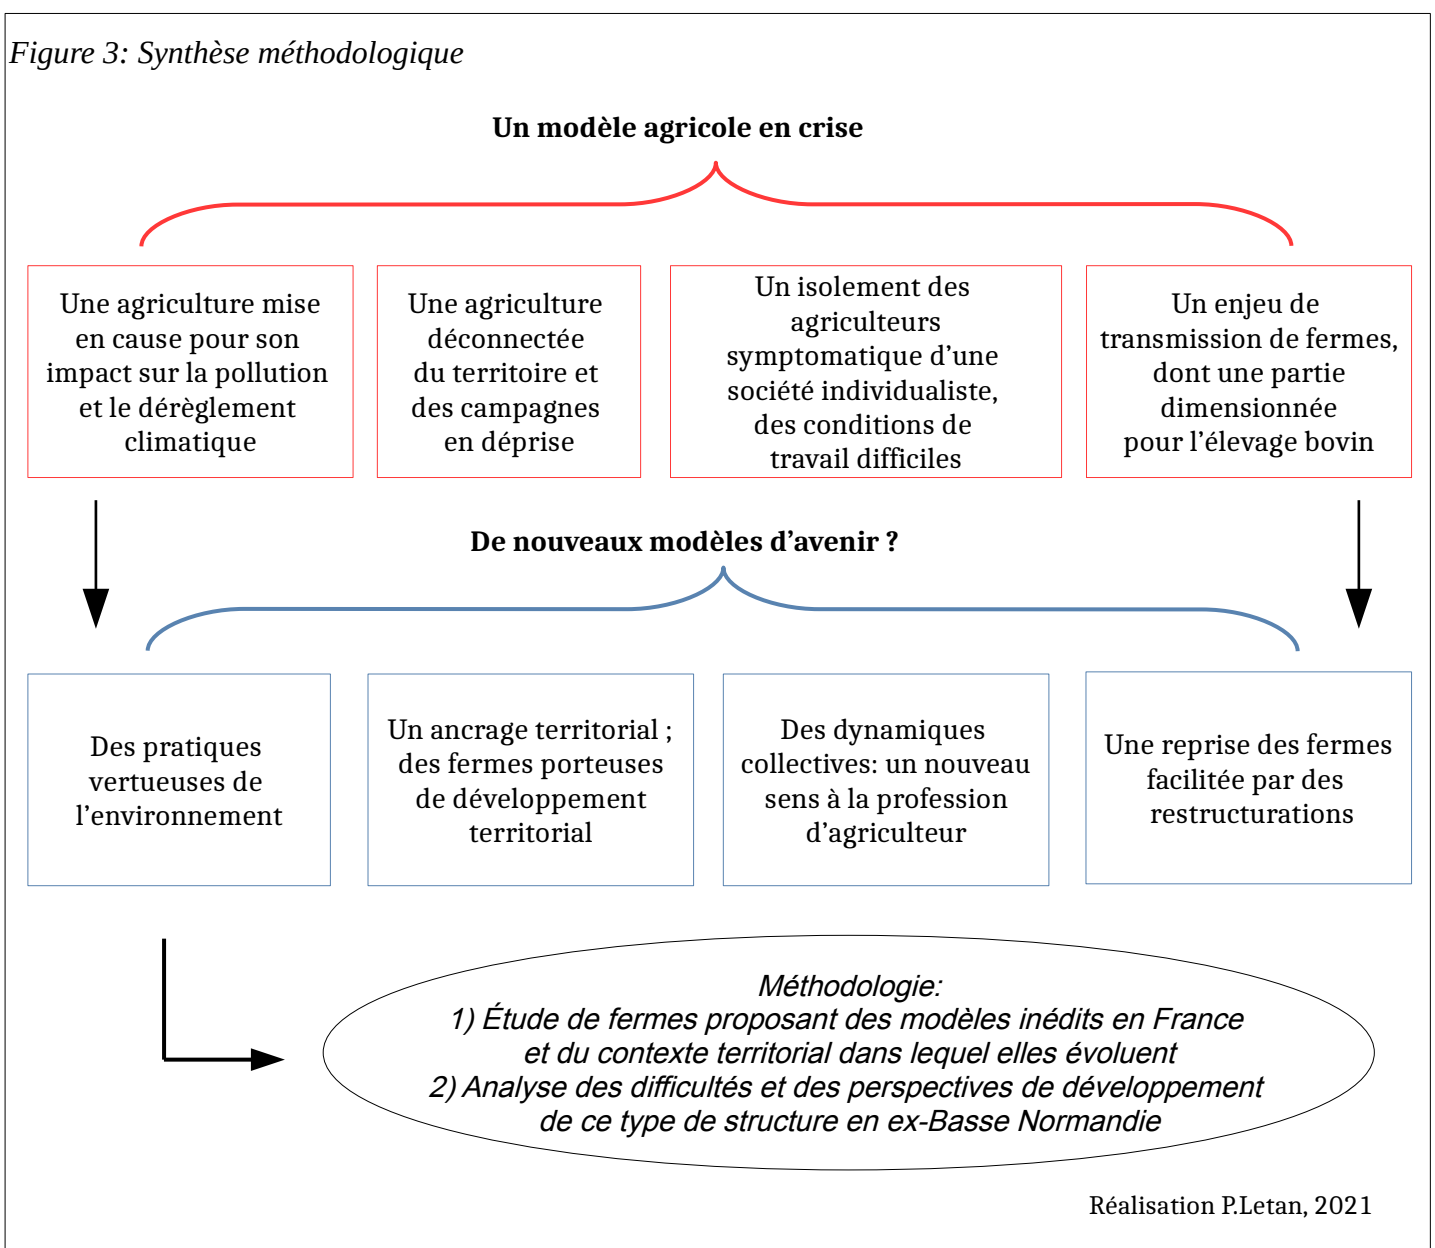 Figure 3: Synthèse méthodologique
Un modèle agricole en crise
Une agriculture mise
en cause pour son
impact sur la pollution
et le dérèglement
climatique
Une agriculture
déconnectée
du territoire et
des campagnes
en déprise
Un isolement des
agriculteurs
symptomatique d’une
société individualiste,
des conditions de
travail difficiles
Un enjeu de
transmission de fermes,
dont une partie
dimensionnée
pour l’élevage bovin
De nouveaux modèles d’avenir ?
Des pratiques
vertueuses de
l’environnement
Un ancrage territorial ;
des fermes porteuses
de développement
territorial
Des dynamiques
collectives: un nouveau
sens à la profession
d’agriculteur
Une reprise des fermes
facilitée par des
restructurations
Méthodologie:
1) Étude de fermes proposant des modèles inédits en France
et du contexte territorial dans lequel elles évoluent
2) Analyse des difficultés et des perspectives de développement
de ce type de structure en ex-Basse Normandie
Réalisation P.Letan, 2021